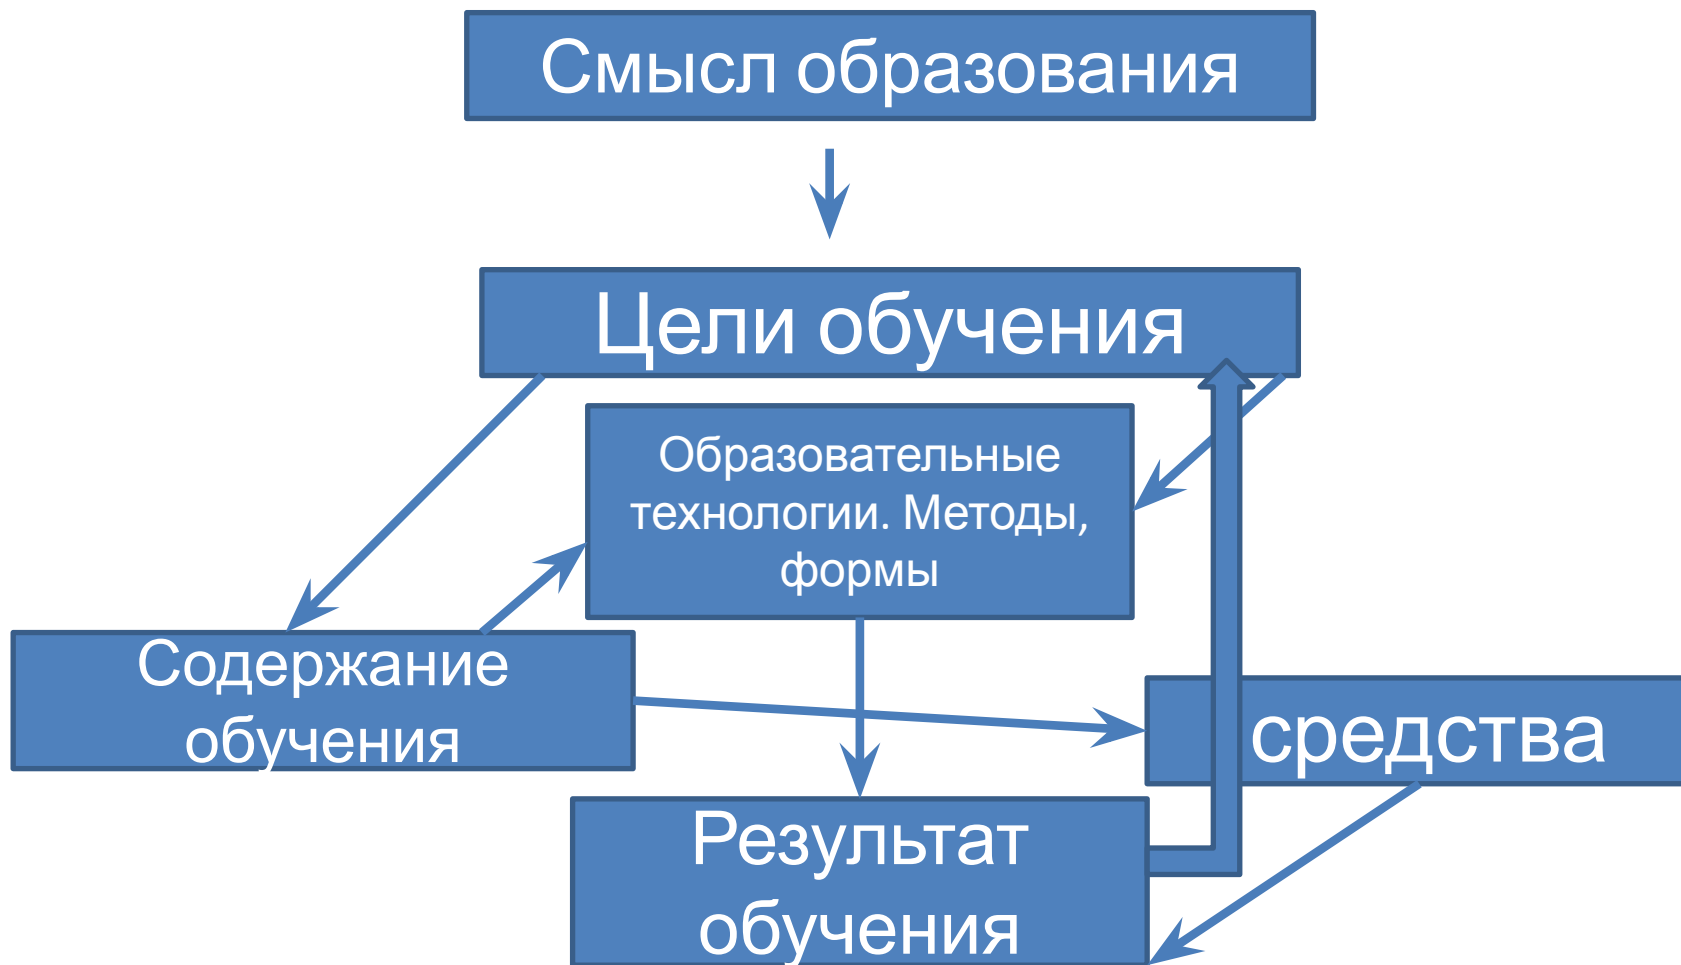 Смысл образования
Цели обучения
Образовательные
технологии. Методы,
формы
Содержание
обучения
средства
Результат
обучения